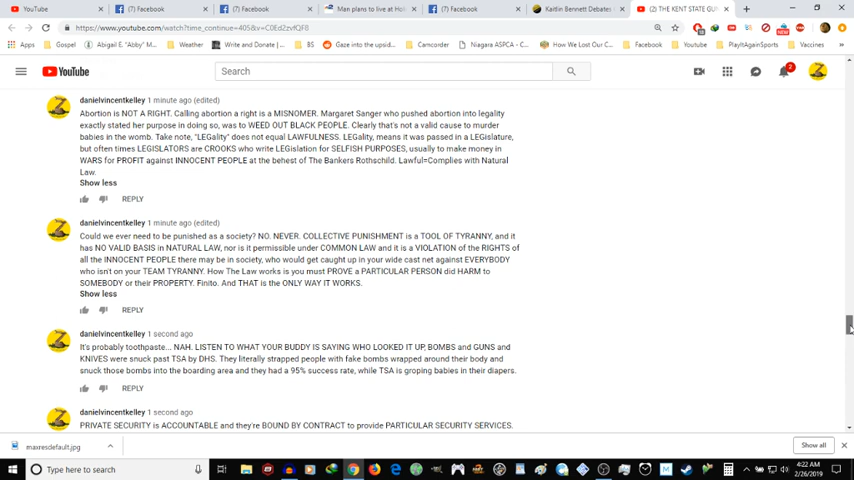 YouTube
(7) Facebook
Facebook
Man plans to live at Hol
(7) Facebook
Kaitlin Bennett Debates
(2) THE KENT STATE GU
https://www.youtube.com/watch?time_continue=405&v=C0Ed2zvfQF8
Apps
Gospel
Abigail E. "Abby" M
Weather
Write and Donate |
BS
Gaze into the upsid
Camcorder
Niagara ASPCA - C
How We Lost Our C
Facebook
Youtube
PlayItAgainSports
Vaccines
YouTube
Search
2
danielvincentkelley 1 minute ago (edited)
Abortion is NOT A RIGHT. Calling abortion a right is a MISNOMER. Margaret Sanger who pushed abortion into legality
exactly stated her purpose in doing so, was to WEED OUT BLACK PEOPLE. Clearly that's not a valid cause to murder
babies in the womb. Take note, "LEGality" does not equal LAWFULNESS. LEGality, means it was passed in a LEGislature,
but often times LEGISLATORS are CROOKS who write LEGislation for SELFISH PURPOSES, usually to make money in
WARS for PROFIT against INNOCENT PEOPLE at the behest of The Bankers Rothschild. Lawful=Complies with Natural
Law.
Show less
REPLY
danielvincentkelley 1 minute ago (edited)
Could we ever need to be punished as a society? NO. NEVER. COLLECTIVE PUNISHMENT is a TOOL OF TYRANNY, and it
has NO VALID BASIS in NATURAL LAW, nor is it permissible under COMMON LAW and it is a VIOLATION of the RIGHTS of
all the INNOCENT PEOPLE there may be in society, who would get caught up in your wide cast net against EVERYBODY
who isn't on your TEAM TYRANNY. How The Law works is you must PROVE a PARTICULAR PERSON did HARM to
SOMEBODY or their PROPERTY. Finito. And THAT is the ONLY WAY IT WORKS.
Show less
REPLY
danielvincentkelley 1 second ago
It's probably toothpaste... NAH. LISTEN TO WHAT YOUR BUDDY IS SAYING WHO LOOKED IT UP, BOMBS and GUNS and
KNIVES were snuck past TSA by DHS. They literally strapped people with fake bombs wrapped around their body and
snuck those bombs into the boarding area and they had a 95% success rate, while TSA is groping babies in their diapers.
REPLY
danielvincentkelley 1 second ago
PRIVATE SECURITY is ACCOUNTABLE and they're BOUND BY CONTRACT to provide PARTICULAR SECURITY SERVICES.
maxresdefault.jpg
Show all
Type here to search
4:22 AM
2/26/2019